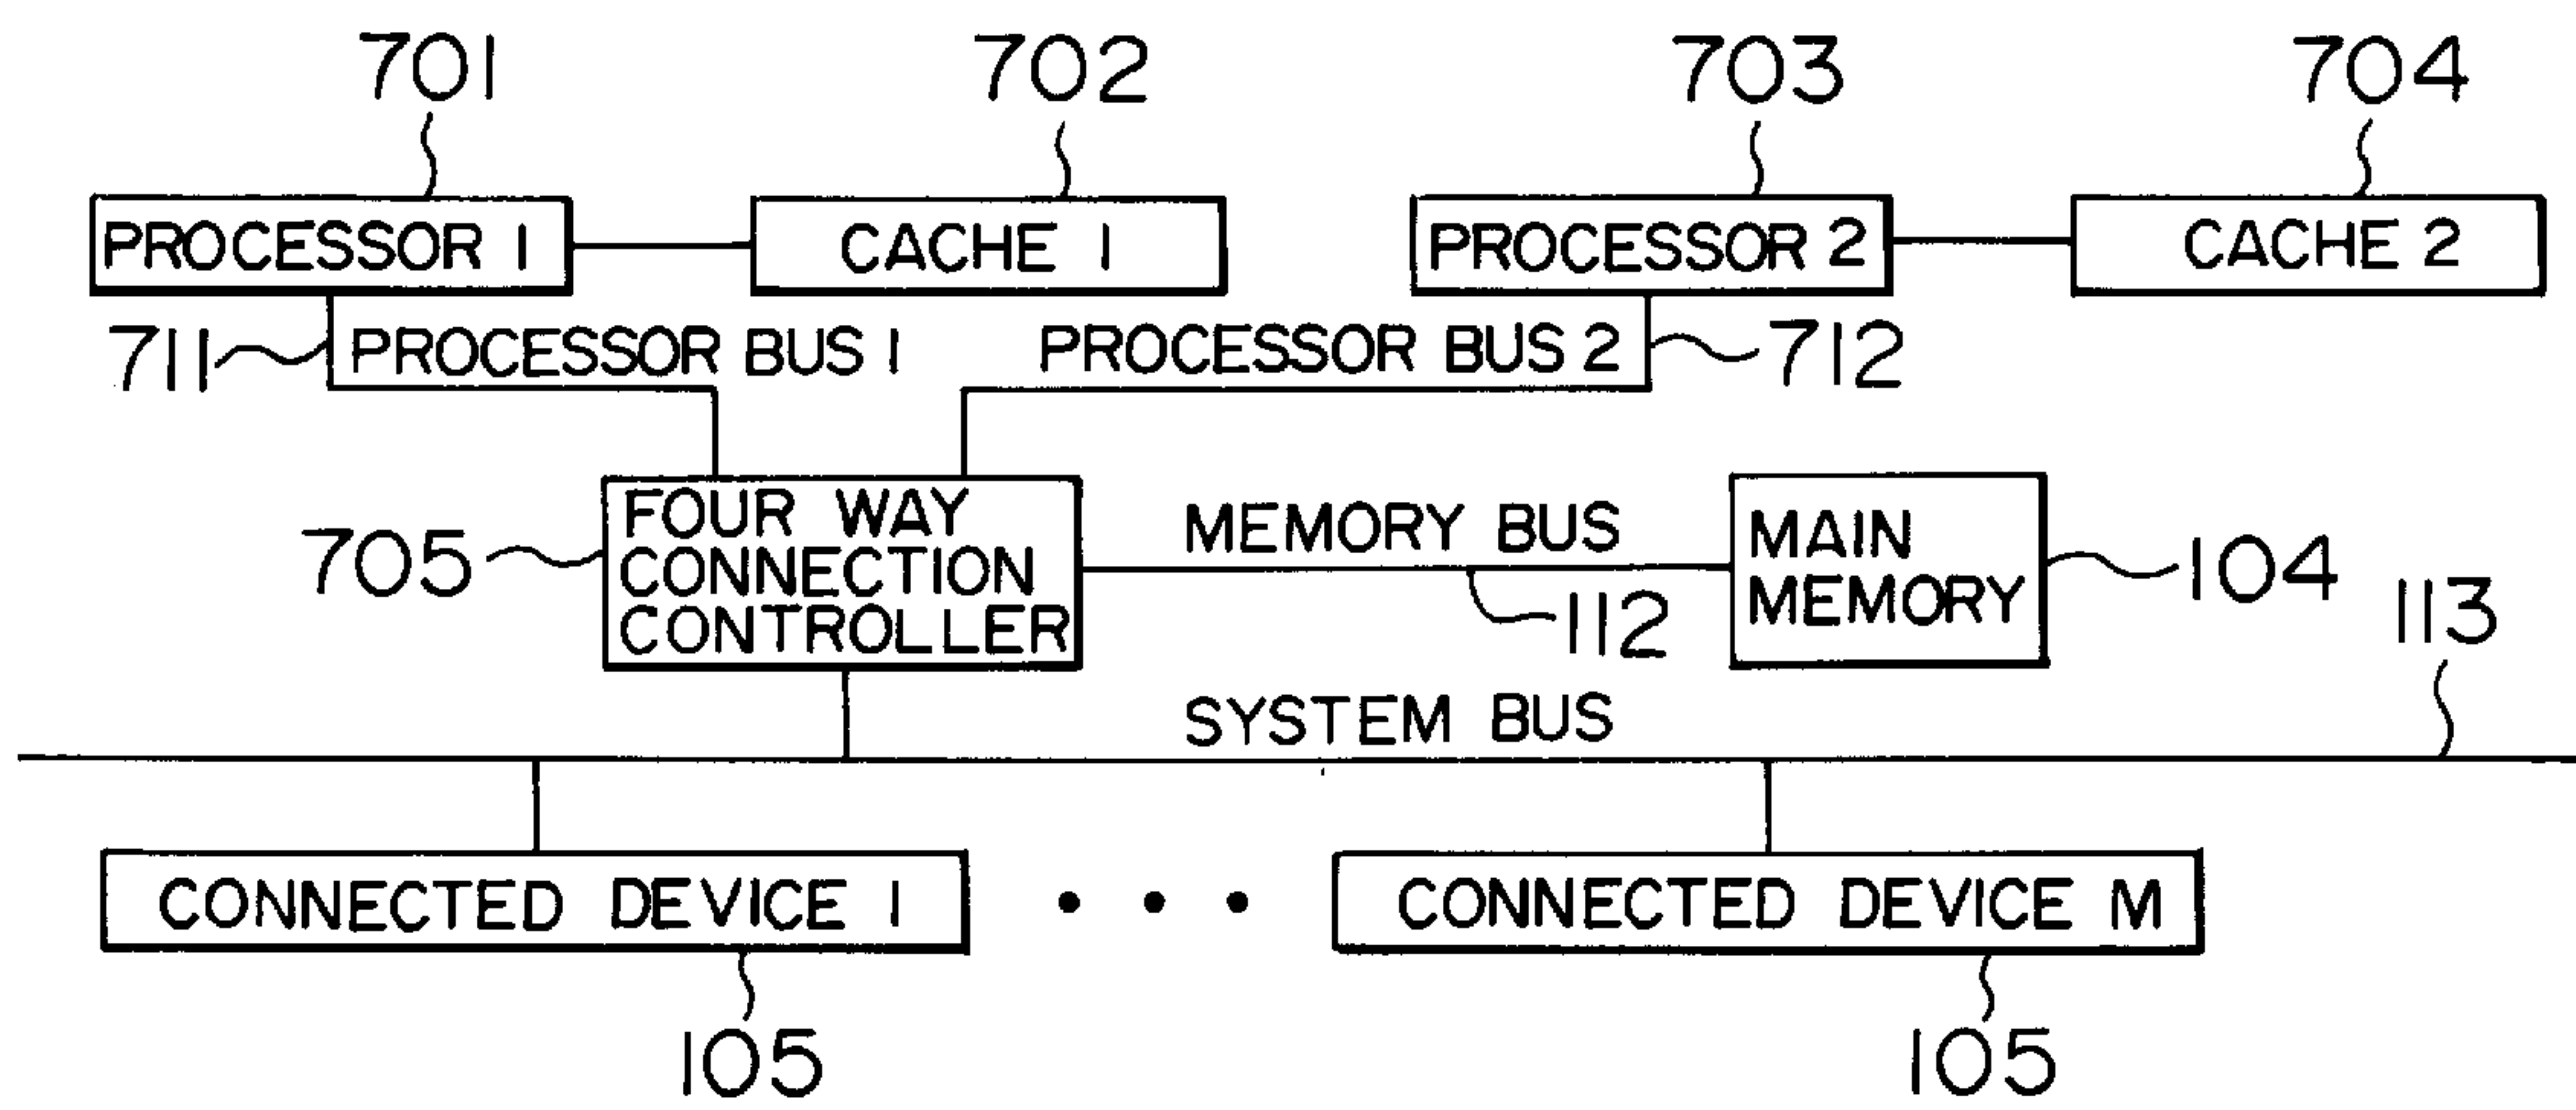 701
702
703
704
PROCESSOR 1
CACHE 1
PROCESSOR 2
CACHE 2
711
PROCESSOR BUS 1
PROCESSOR BUS 2
712
705
FOUR WAY
CONNECTION
CONTROLLER
MEMORY BUS
112
MAIN
MEMORY
104
113
SYSTEM BUS
CONNECTED DEVICE 1
• • •
CONNECTED DEVICE M
105
105